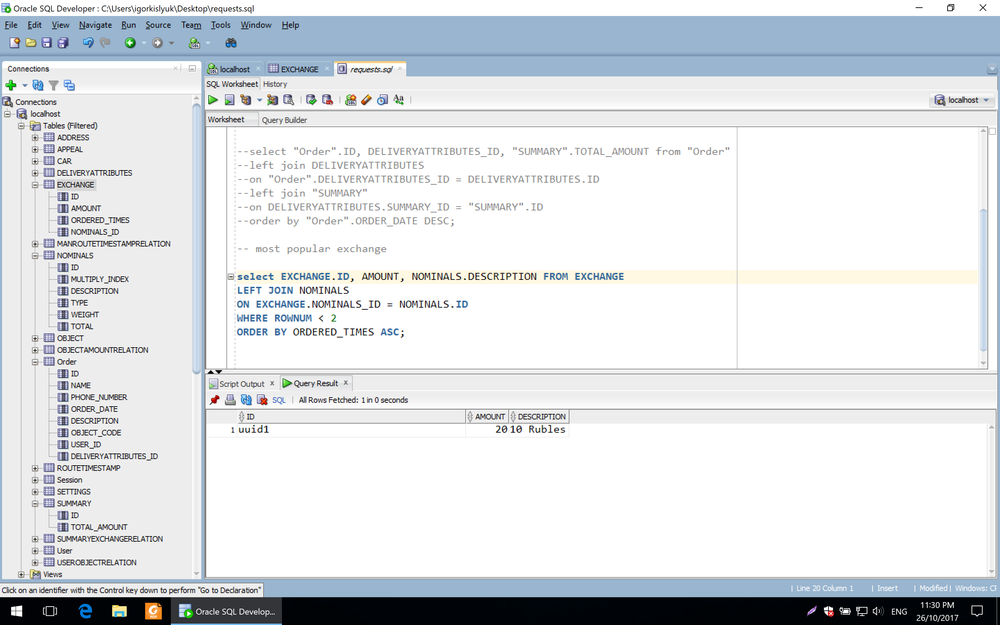 Oracle SQL Developer : C:\Users\igorkislyuk\Desktop\requests.sql
File Edit View Navigate Run Source Team Tools Window Help
Connections
Connections
localhost
Tables (Filtered)
ADDRESS
APPEAL
CAR
DELIVERYATTRIBUTES
EXCHANGE
ID
AMOUNT
ORDERED_TIMES
NOMINALS_ID
MANROUTETIMESTAMPRELATION
NOMINALS
ID
MULTIPLY_INDEX
DESCRIPTION
TYPE
WEIGHT
TOTAL
OBJECT
OBJECTAMOUNTRELATION
Order
ID
NAME
PHONE_NUMBER
ORDER_DATE
DESCRIPTION
OBJECT_CODE
USER_ID
DELIVERYATTRIBUTES_ID
ROUTETIMESTAMP
Session
SETTINGS
SUMMARY
ID
TOTAL_AMOUNT
SUMMARYEXCHANGERELATION
User
USEROBJECTRELATION
Views
localhost EXCHANGE requests.sql
SQL Worksheet History
localhost
Worksheet Query Builder
--select "Order".ID, DELIVERYATTRIBUTES_ID, "SUMMARY".TOTAL_AMOUNT from "Order"
--left join DELIVERYATTRIBUTES
--on "Order".DELIVERYATTRIBUTES_ID = DELIVERYATTRIBUTES.ID
--left join "SUMMARY"
--on DELIVERYATTRIBUTES.SUMMARY_ID = "SUMMARY".ID
--order by "Order".ORDER_DATE DESC;
-- most popular exchange
select EXCHANGE.ID, AMOUNT, NOMINALS.DESCRIPTION FROM EXCHANGE
LEFT JOIN NOMINALS
ON EXCHANGE.NOMINALS_ID = NOMINALS.ID
WHERE ROWNUM < 2
ORDER BY ORDERED_TIMES ASC;
Script Output x Query Result x
SQL | All Rows Fetched: 1 in 0 seconds
ID AMOUNT DESCRIPTION
1 uuid1 20 10 Rubles
Click on an identifier with the Control key down to perform "Go to Declaration"
| Line 20 Column 1 | Insert | Modified | Windows: CF
Oracle SQL Develop...
PDF
ENG
11:30 PM
26/10/2017